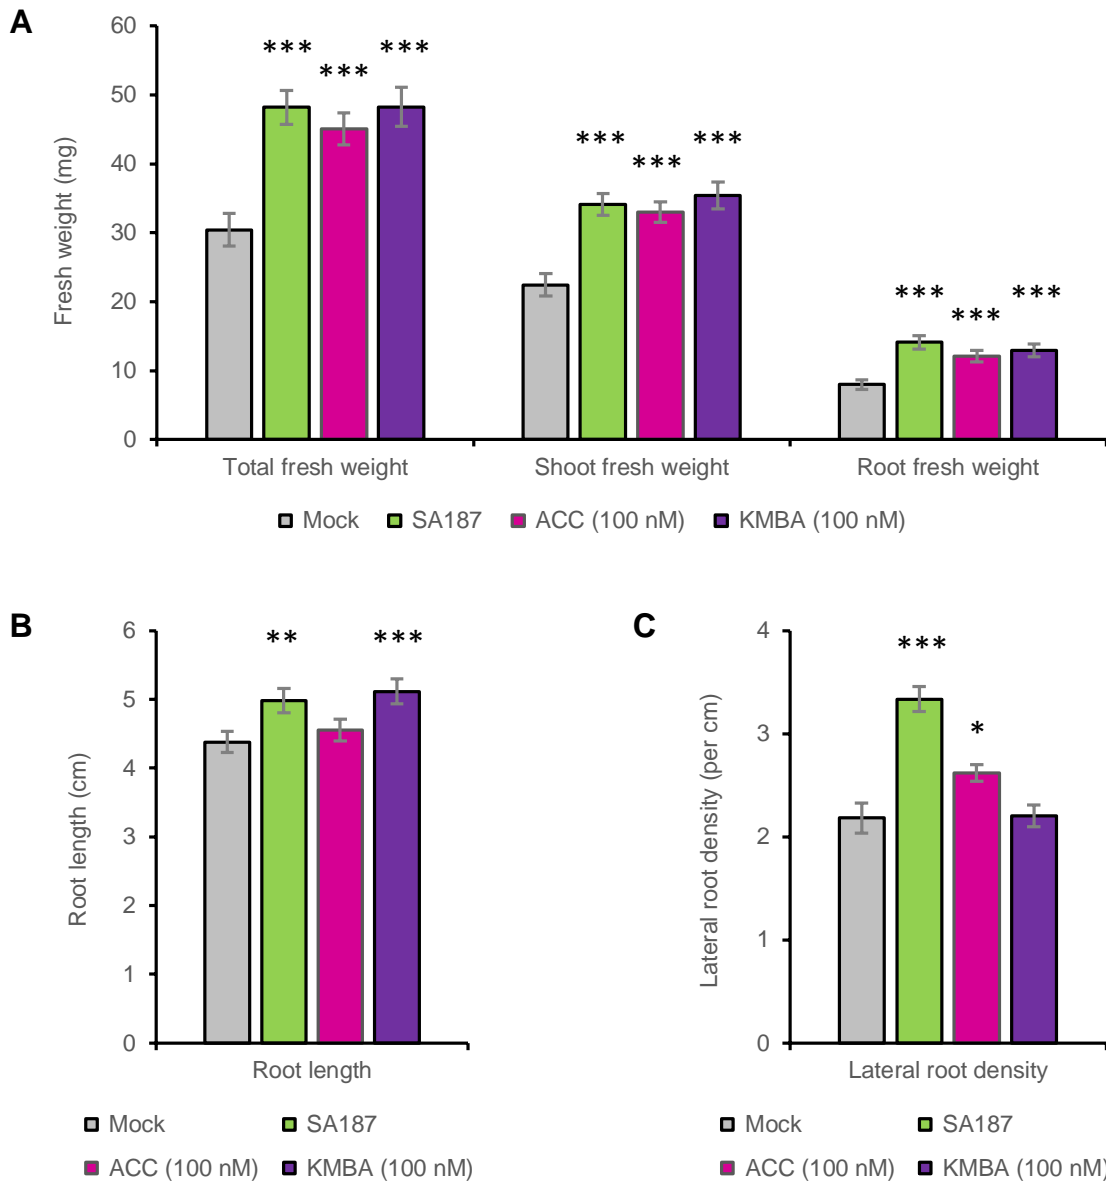 A
60
50
40
30
20
10
0
Fresh weight (mg)
*** *** ***
*** *** ***
*** *** ***
Total fresh weight Shoot fresh weight Root fresh weight
Mock SA187 ACC (100 nM) KMBA (100 nM)
B
6
5
4
3
2
1
0
Root length (cm)
** ***
Root length
Mock SA187
ACC (100 nM) KMBA (100 nM)
C
4
3
2
1
0
Lateral root density (per cm)
*** *
Lateral root density
Mock SA187
ACC (100 nM) KMBA (100 nM)